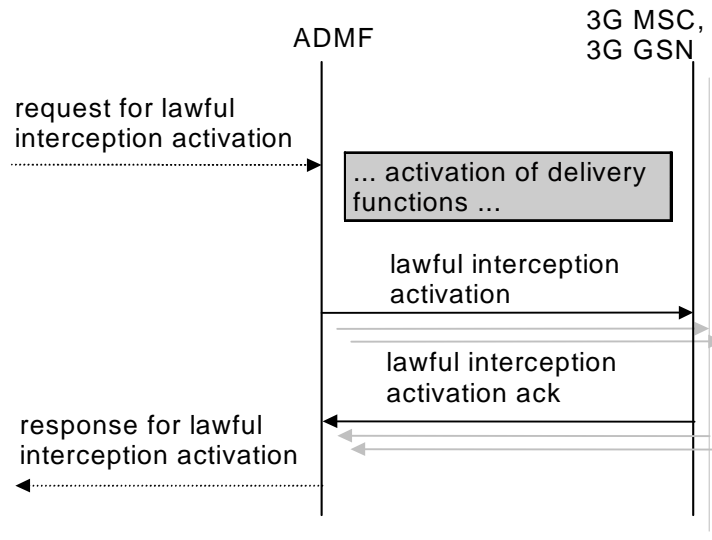 ADMF
3G MSC,
3G GSN
request for lawful
interception activation
... activation of delivery
functions ...
lawful interception
activation
lawful interception
activation ack
response for lawful
interception activation